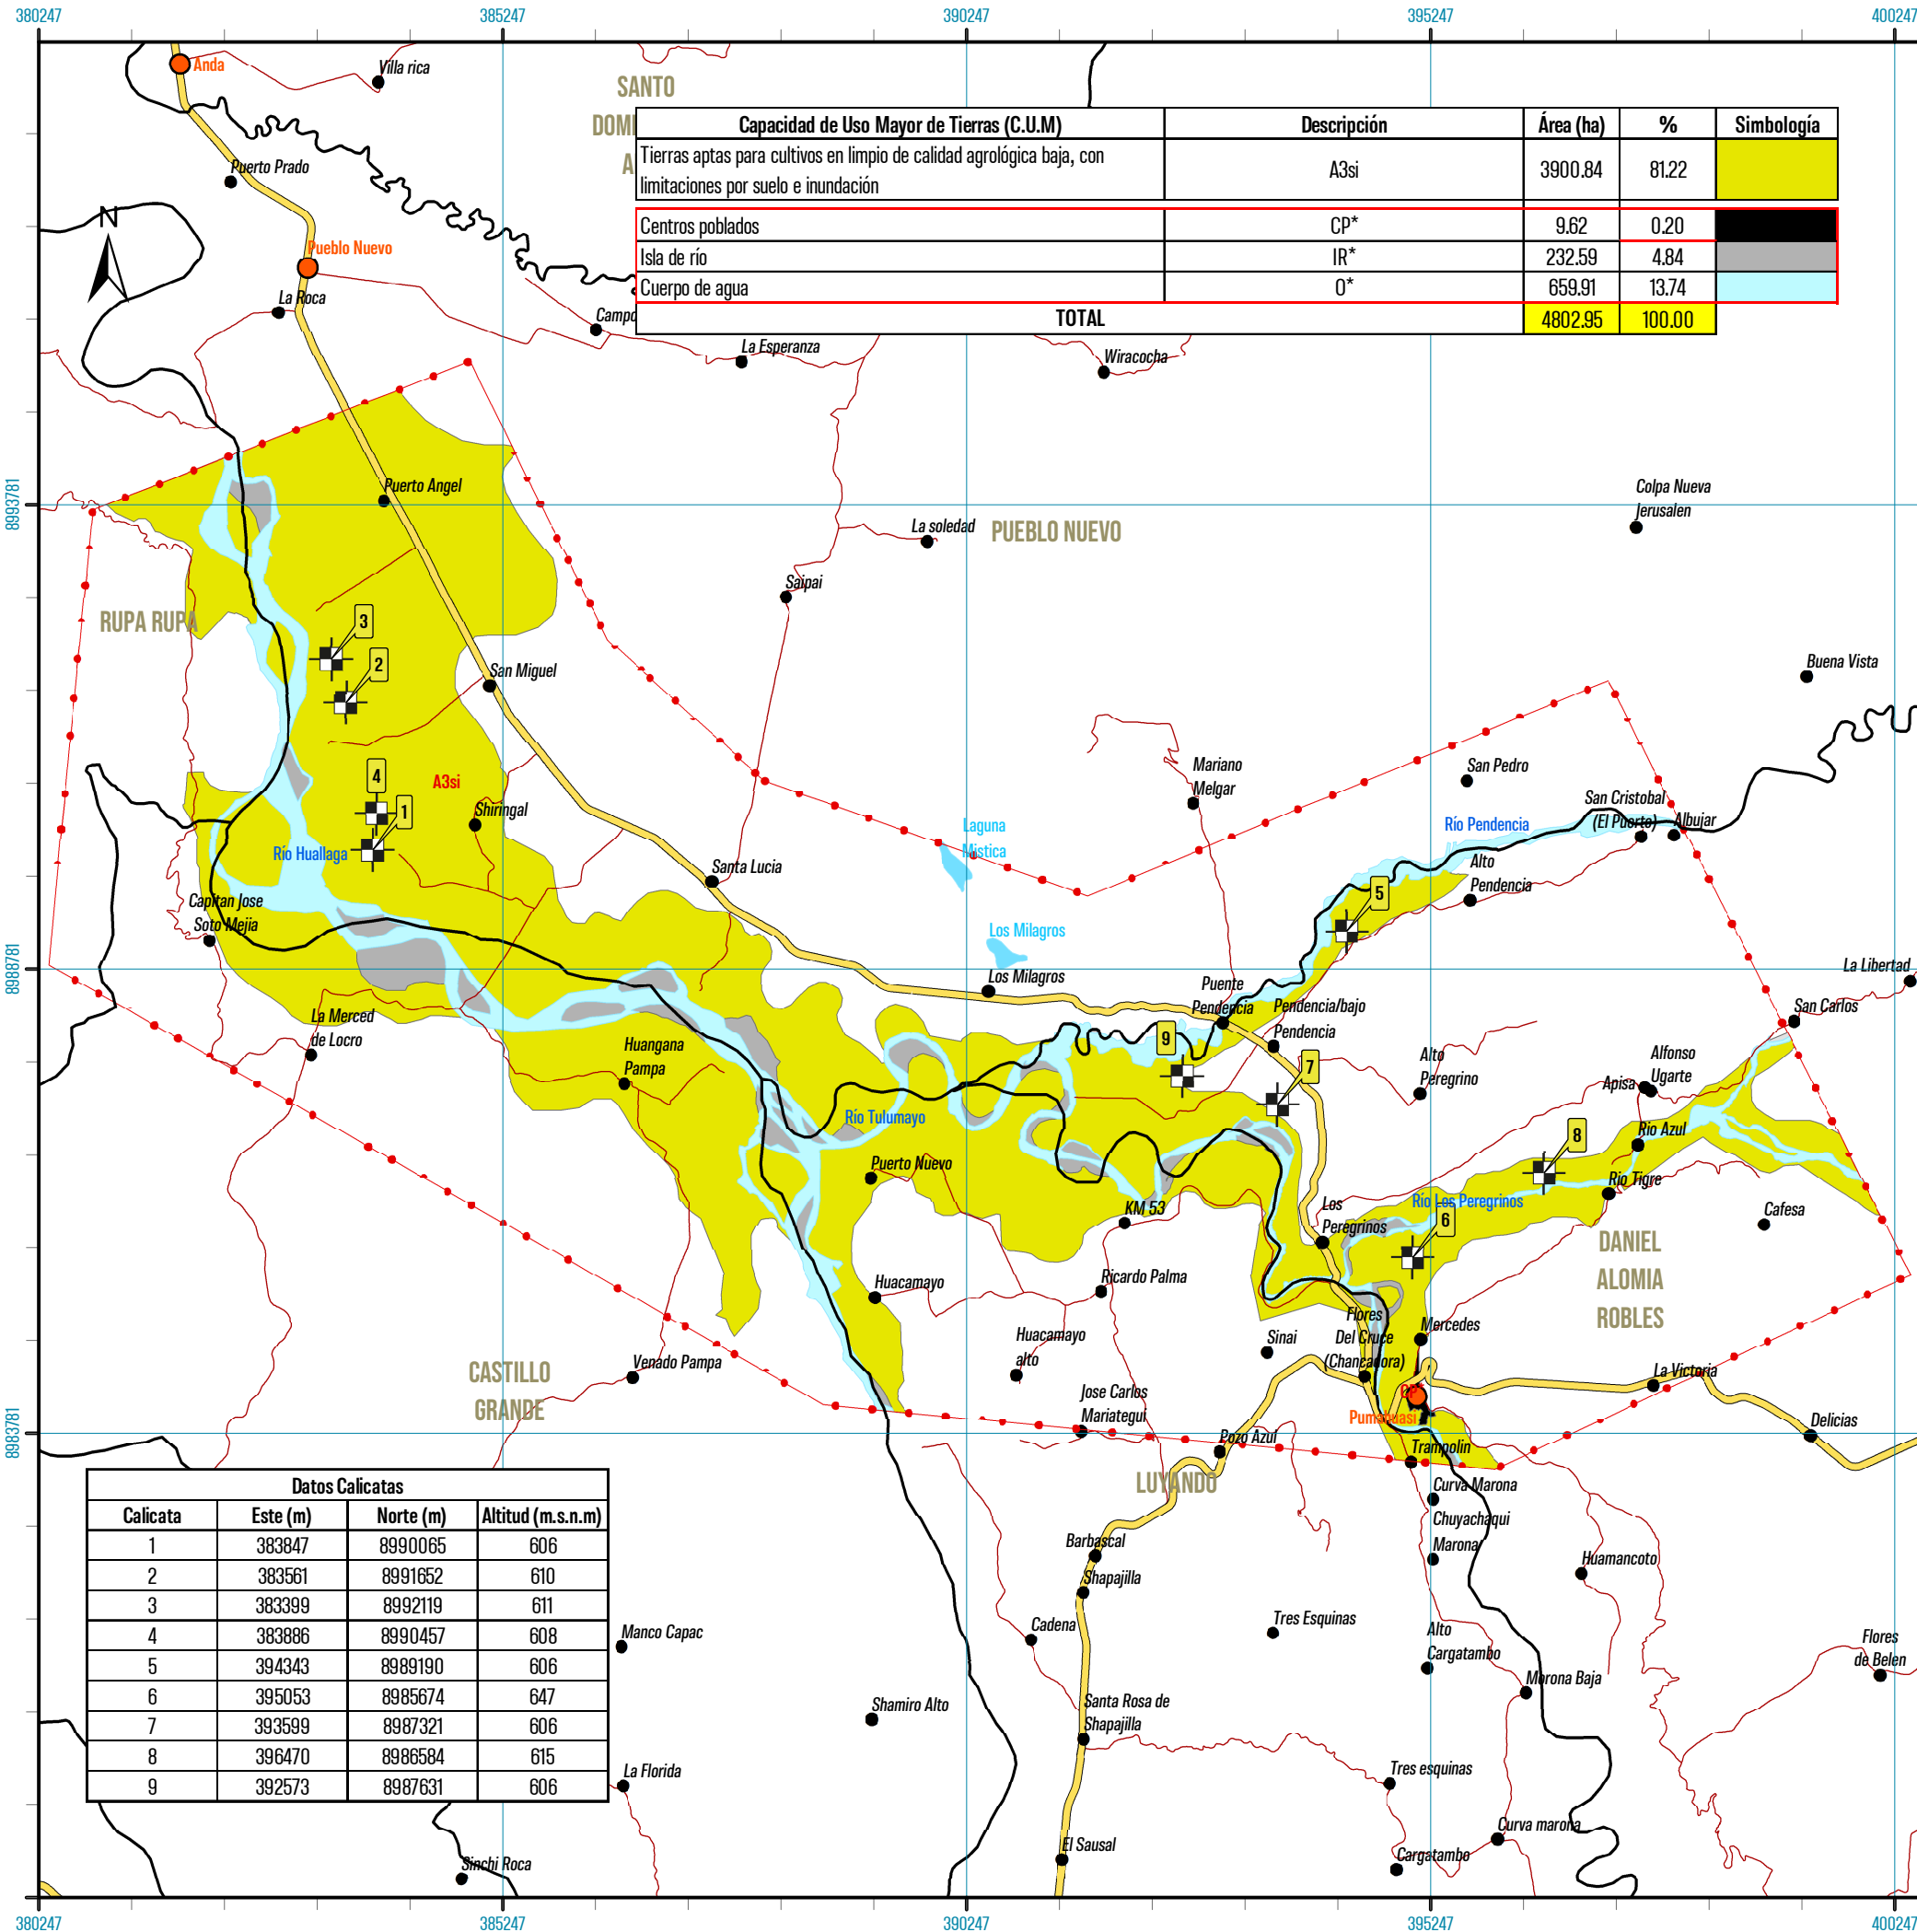 380247
385247
390247
395247
400247
Anda
Villa rica
SANTO
DOMI
A
Capacidad de Uso Mayor de Tierras (C.U.M) Descripción Área (ha) % Simbología
Tierras aptas para cultivos en limpio de calidad agrológica baja, con
limitaciones por suelo e inundación A3si 3900.84 81.22
Centros poblados CP* 9.62 0.20
Isla de río IR* 232.59 4.84
Cuerpo de agua O* 659.91 13.74
TOTAL 4802.95 100.00
Puerto Prado
N
Pueblo Nuevo
La Roca
Campo
La Esperanza
Wiracocha
Puerto Angel
8993781
La soledad
PUEBLO NUEVO
Colpa Nueva
Jerusalen
Saipai
RUPA RUPA
3
2
San Miguel
Buena Vista
4
A3si
1
Shiringal
Río Huallaga
Mariano
Melgar
San Pedro
San Cristobal
(El Puerto)
Albujar
Río Pendencia
Laguna
Mistica
Alto
Pendencia
Santa Lucia
5
Capitan Jose
Soto Mejia
Los Milagros
Los Milagros
8988781
La Libertad
Puente
Pendencia
Pendencia/bajo
Pendencia
San Carlos
La Merced
de Locro
Huangana
Pampa
9
7
Alto
Peregrino
Alfonso
Ugarte
Apisa
Río Tulumayo
8
Rio Azul
Puerto Nuevo
Rio Tigre
Río Los Peregrinos
KM 53
Los
Peregrinos
6
Cafesa
DANIEL
ALOMIA
ROBLES
Huacamayo
Ricardo Palma
Flores
Del Cruce
(Chancadora)
Mercedes
Sinai
Huacamayo
alto
Venado Pampa
CASTILLO
GRANDE
La Victoria
CP*
Pumahuasi
Jose Carlos
Mariategui
Delicias
8983781
Pozo Azul
Trampolin
LUYANDO
Curva Marona
Chuyachaqui
Marona
Datos Calicatas
Calicata Este (m) Norte (m) Altitud (m.s.n.m)
1 383847 8990065 606
2 383561 8991652 610
3 383399 8992119 611
4 383886 8990457 608
5 394343 8989190 606
6 395053 8985674 647
7 393599 8987321 606
8 396470 8986584 615
9 392573 8987631 606
Barbascal
Shapajilla
Huamancoto
Cadena
Tres Esquinas
Manco Capac
Alto
Cargatambo
Flores
de Belen
Morona Baja
Shamiro Alto
Santa Rosa de
Shapajilla
La Florida
Tres esquinas
Curva marona
El Sausal
Cargatambo
Sinchi Roca
380247
385247
390247
395247
400247